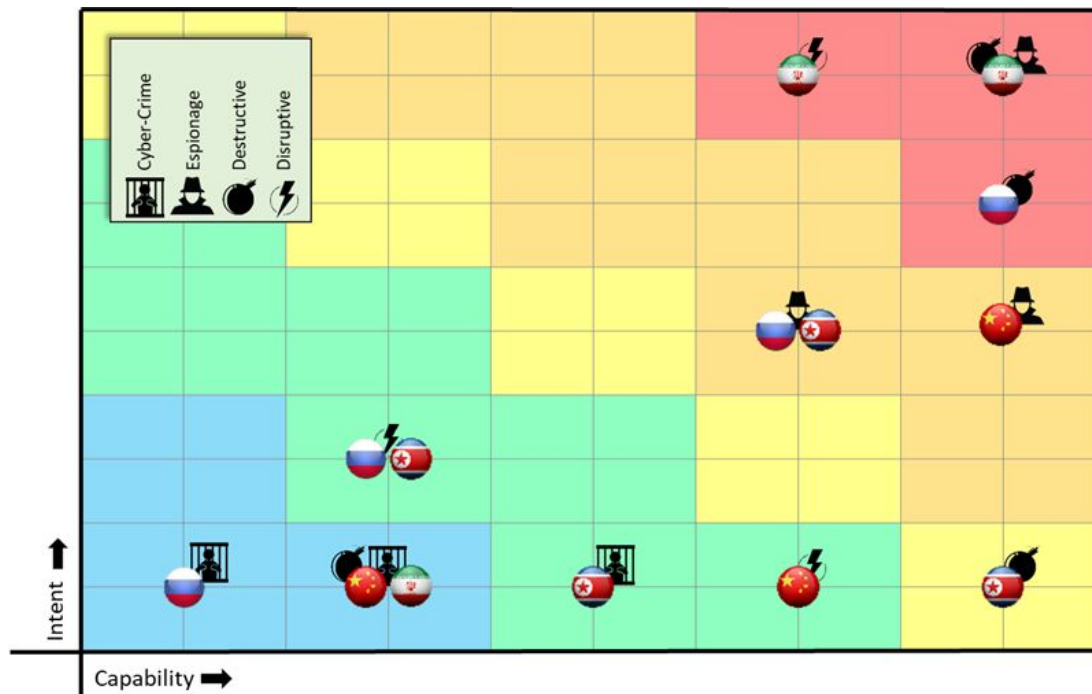 Cyber-Crime
Espionage
Destructive
Disruptive
Intent
Capability